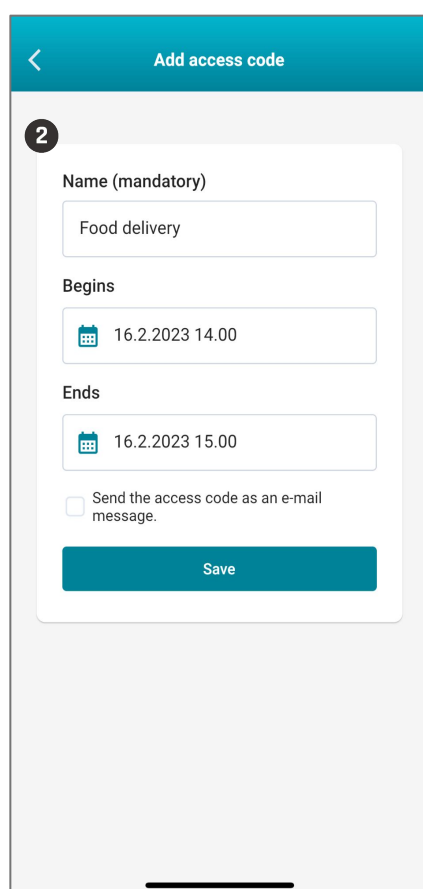 Add access code
2
Name (mandatory)
Food delivery
Begins
16.2.2023 14.00
Ends
16.2.2023 15.00
Send the access code as an e-mail
message.
Save